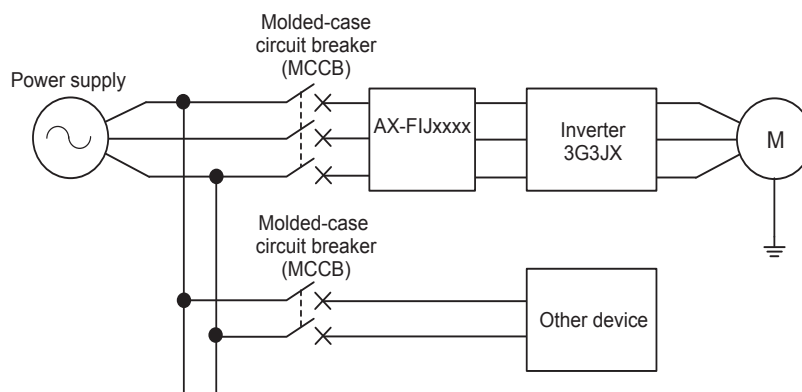 Molded-case
circuit breaker
(MCCB)
Power supply
AX-FIJxxxx
Inverter
3G3JX
M
Molded-case
circuit breaker
(MCCB)
Other device